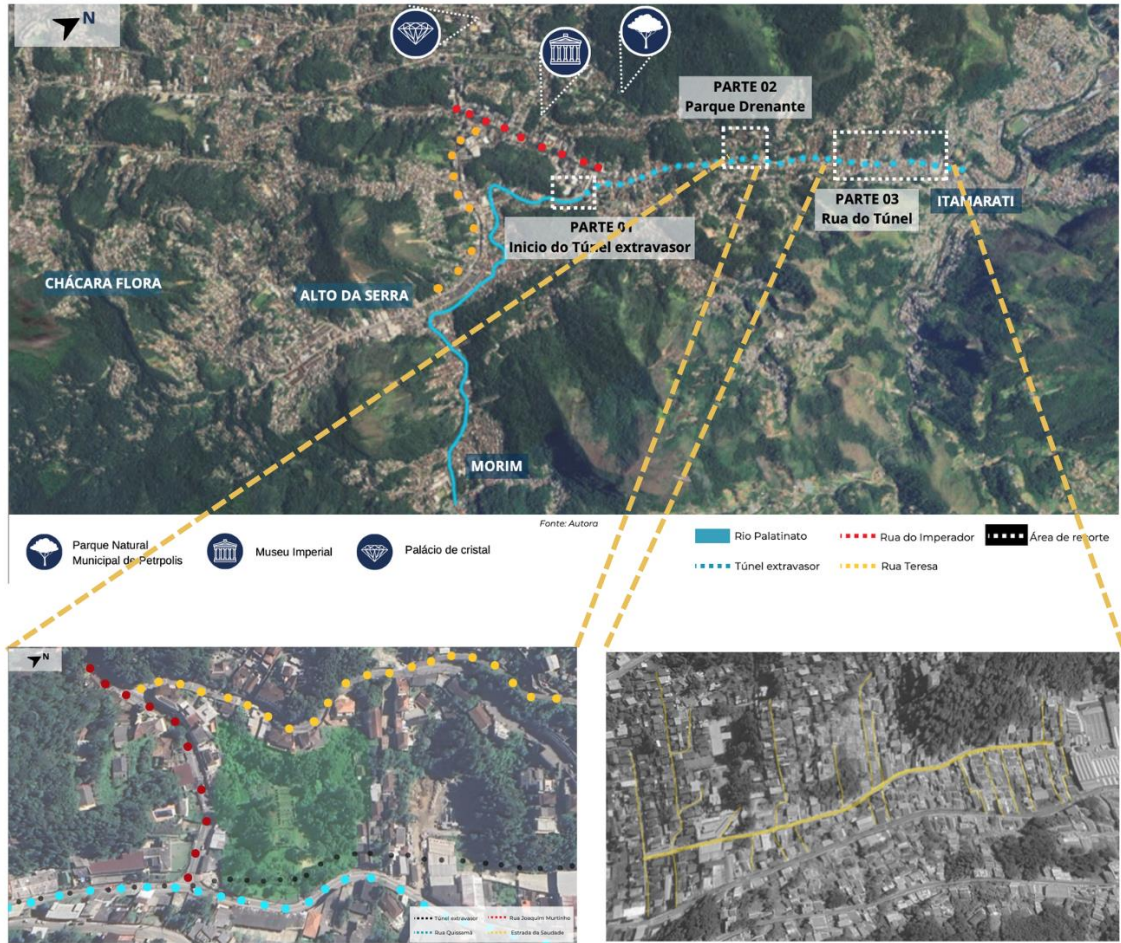 N
PARTE 02
Parque Drenante
PARTE 01
Inicio do Túnel extravasor
PARTE 03
Rua do Túnel
ITAMARATI
CHÁCARA FLORA
ALTO DA SERRA
MORIM
Fonte: Autora
Parque Natural
Municipal de Petrpolis
Museu Imperial
Palácio de cristal
Rio Palatinato
Rua do Imperador
Área de recorte
Túnel extravasor
Rua Teresa
N
Túnel extravasor
Rua Joaquim Murtinho
Rua Quissamã
Estrada da Saudade